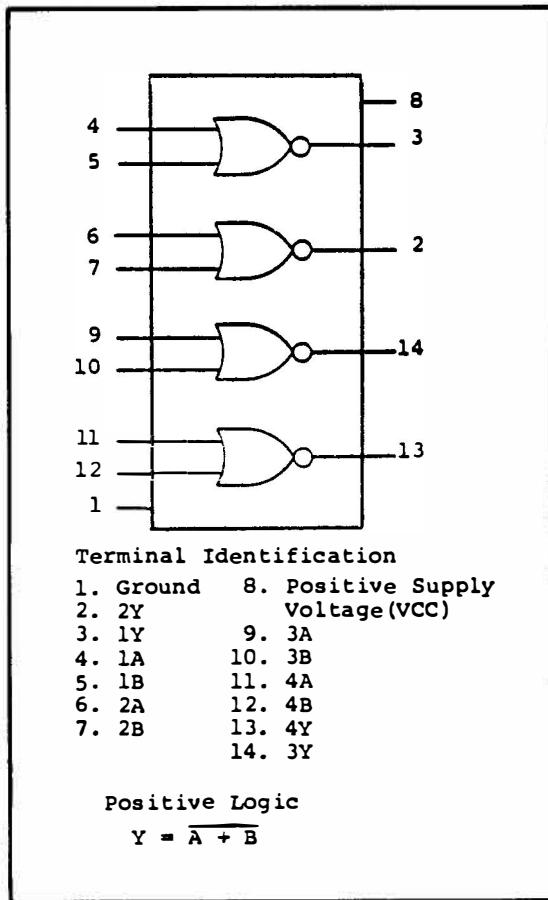 8
4
3
5
6
2
7
9
14
10
11
13
12
1
Terminal Identification
1. Ground 8. Positive Supply
2. 2Y Voltage(VCC)
3. 1Y 9. 3A
4. 1A 10. 3B
5. 1B 11. 4A
6. 2A 12. 4B
7. 2B 13. 4Y
14. 3Y
Positive Logic
Y = A + B